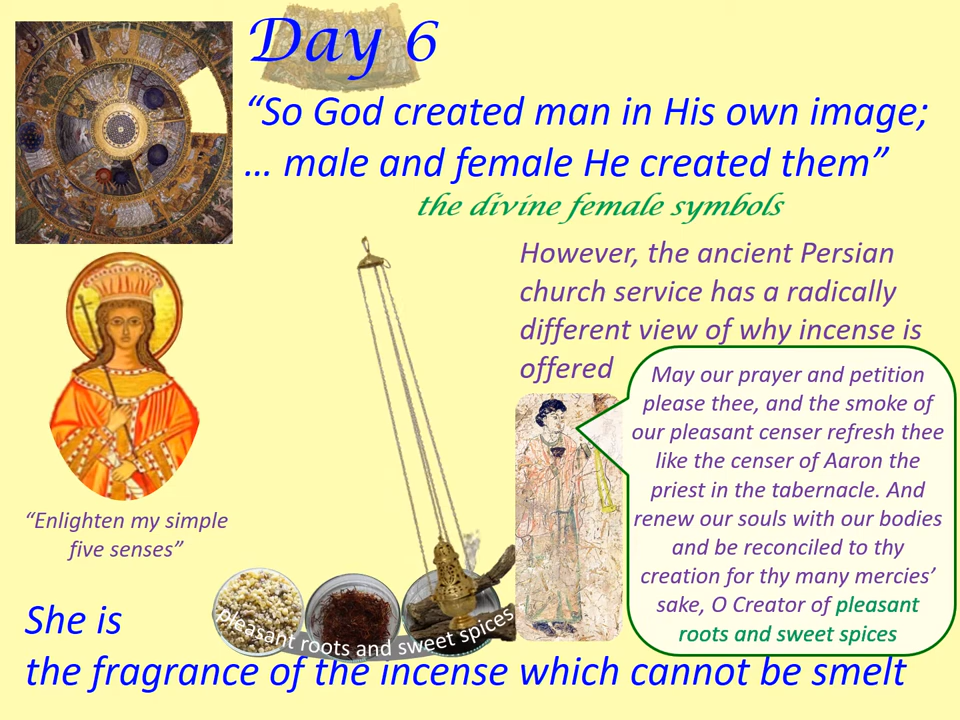 Day 6
“So God created man in His own image;
... male and female He created them”
the divine female symbols
However, the ancient Persian
church service has a radically
different view of why incense is
offered
May our prayer and petition
please thee, and the smoke of
our pleasant censer refresh thee
like the censer of Aaron the
priest in the tabernacle. And
renew our souls with our bodies
and be reconciled to thy
creation for thy many mercies’
sake, O Creator of pleasant
roots and sweet spices
“Enlighten my simple
five senses”
pleasant roots and sweet spices
She is
the fragrance of the incense which cannot be smelt